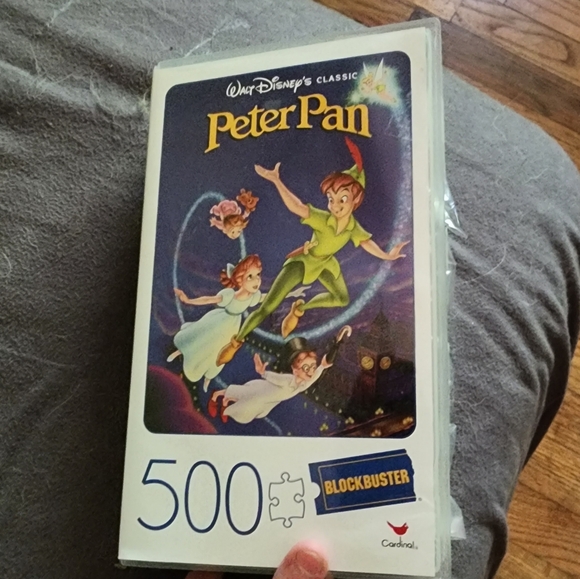 Walt Disney's CLASSIC
Peter Pan
500
BLOCKBUSTER
Cardinal